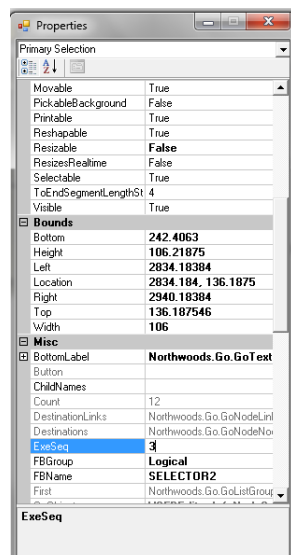 Properties
Primary Selection
Movable True
PickableBackground False
Printable True
Reshapable True
Resizable False
ResizesRealtime False
Selectable True
ToEndSegmentLengthSt 4
Visible True
Bounds
Bottom 242.4063
Height 106.21875
Left 2834.18384
Location 2834.184, 136.1875
Right 2940.18384
Top 136.187546
Width 106
Misc
BottomLabel Northwoods.Go.GoText
Button
ChildNames
Count 12
DestinationLinks Northwoods.Go.GoNodeLinl
Destinations Northwoods.Go.GoNodeNo
ExeSeq 3
FBGroup Logical
FBName SELECTOR2
First Northwoods.Go.GoListGroup
ExeSeq